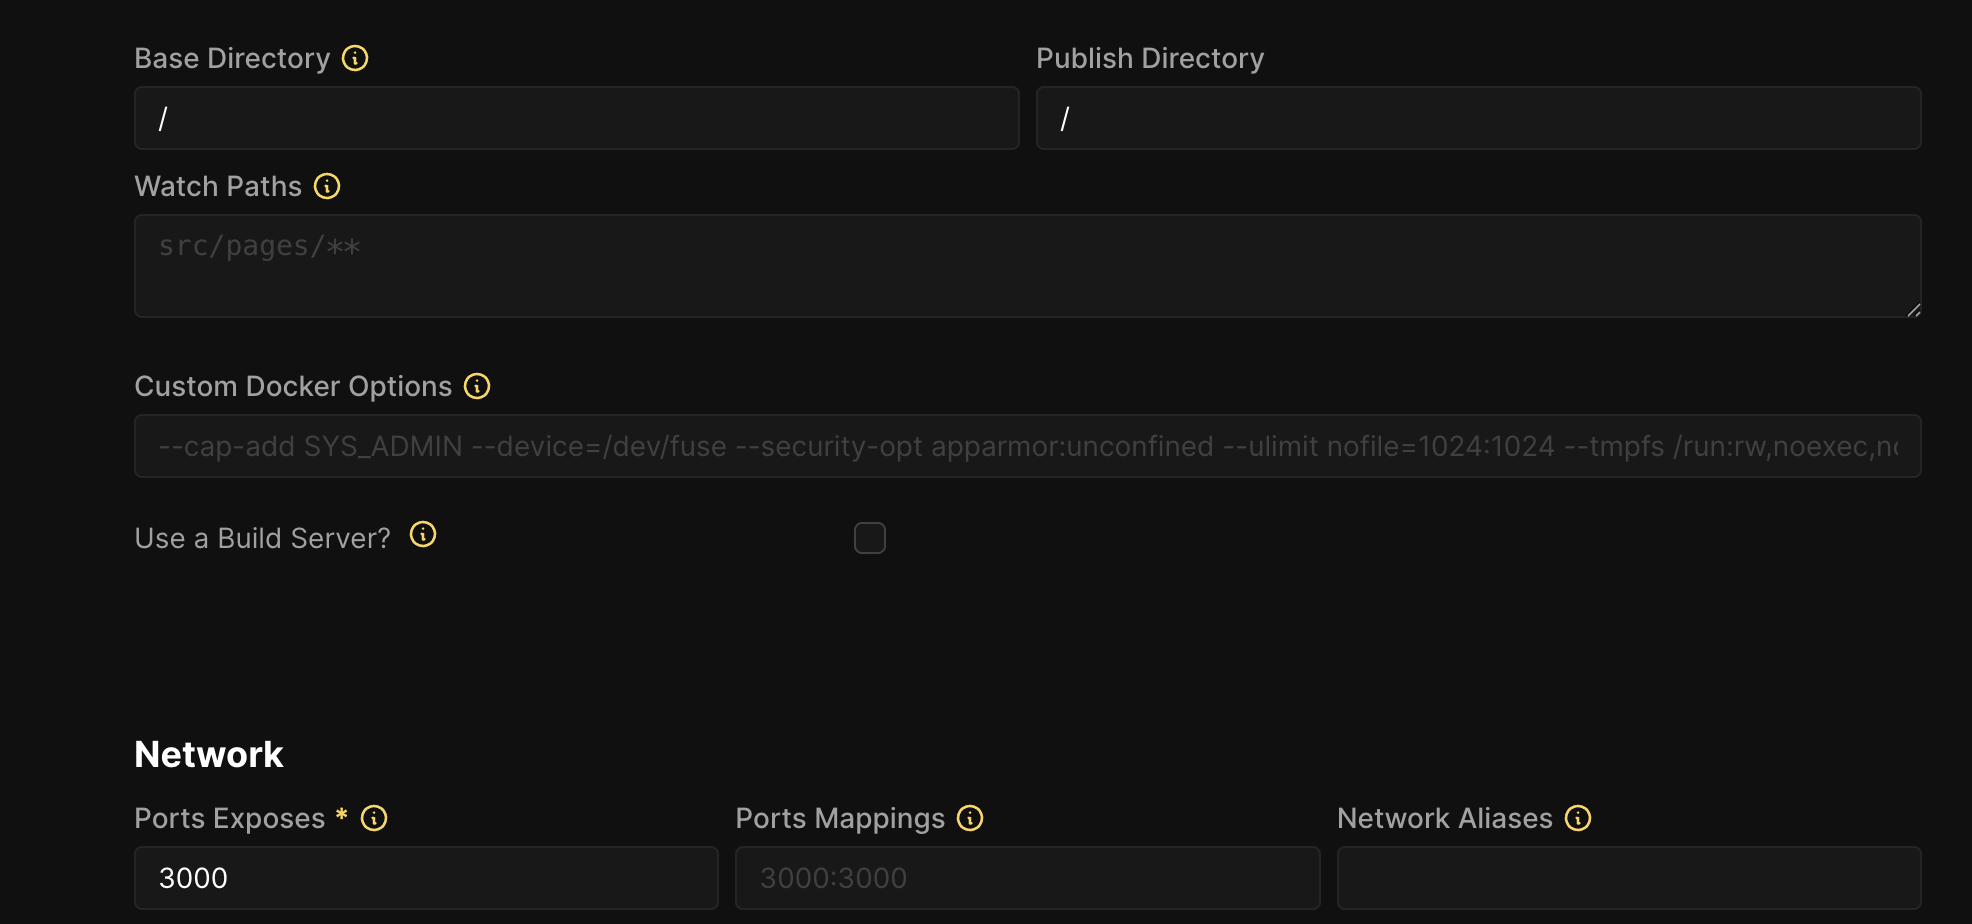 Base Directory
Publish Directory
/
/
Watch Paths
src/pages/**
Custom Docker Options
--cap-add SYS_ADMIN --device=/dev/fuse --security-opt apparmor:unconfined --ulimit nofile=1024:1024 --tmpfs /run:rw,noexec,no
Use a Build Server?
Network
Ports Exposes *
Ports Mappings
Network Aliases
3000
3000:3000